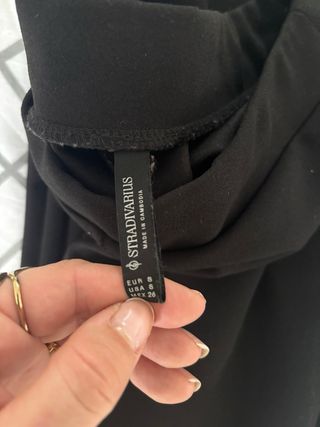 STRADIVARIUS
MADE IN CAMBODIA
EUR S
USA S
MEX 26